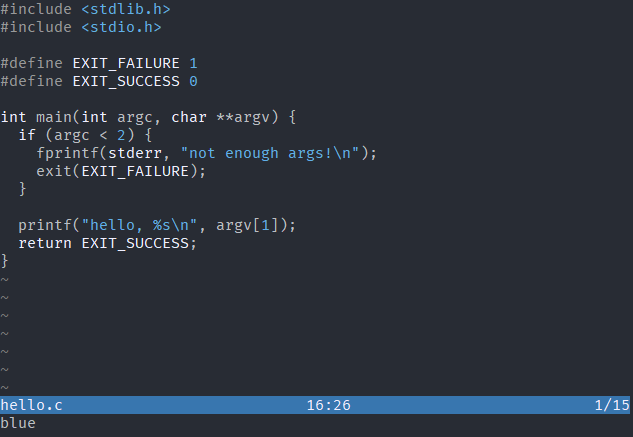 #include <stdlib.h>
#include <stdio.h>

#define EXIT_FAILURE 1
#define EXIT_SUCCESS 0

int main(int argc, char **argv) {
  if (argc < 2) {
    fprintf(stderr, "not enough args!\n");
    exit(EXIT_FAILURE);
  }

  printf("hello, %s\n", argv[1]);
  return EXIT_SUCCESS;
}
~
~
~
~
~
~
~
hello.c 16:26 1/15
blue